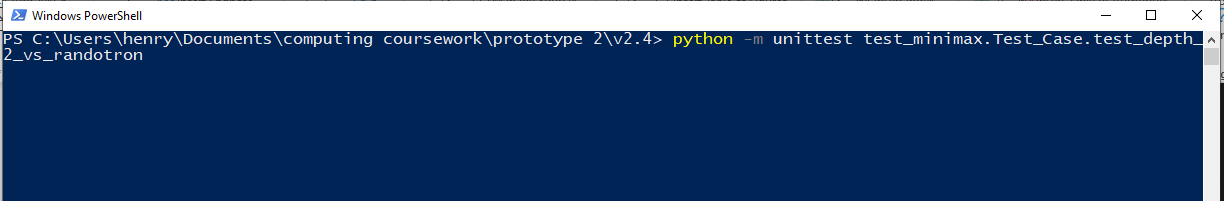 Windows PowerShell
PS C:\Users\henry\Documents\computing coursework\prototype 2\v2.4> python -m unittest test_minimax.Test_Case.test_depth_
2_vs_randotron